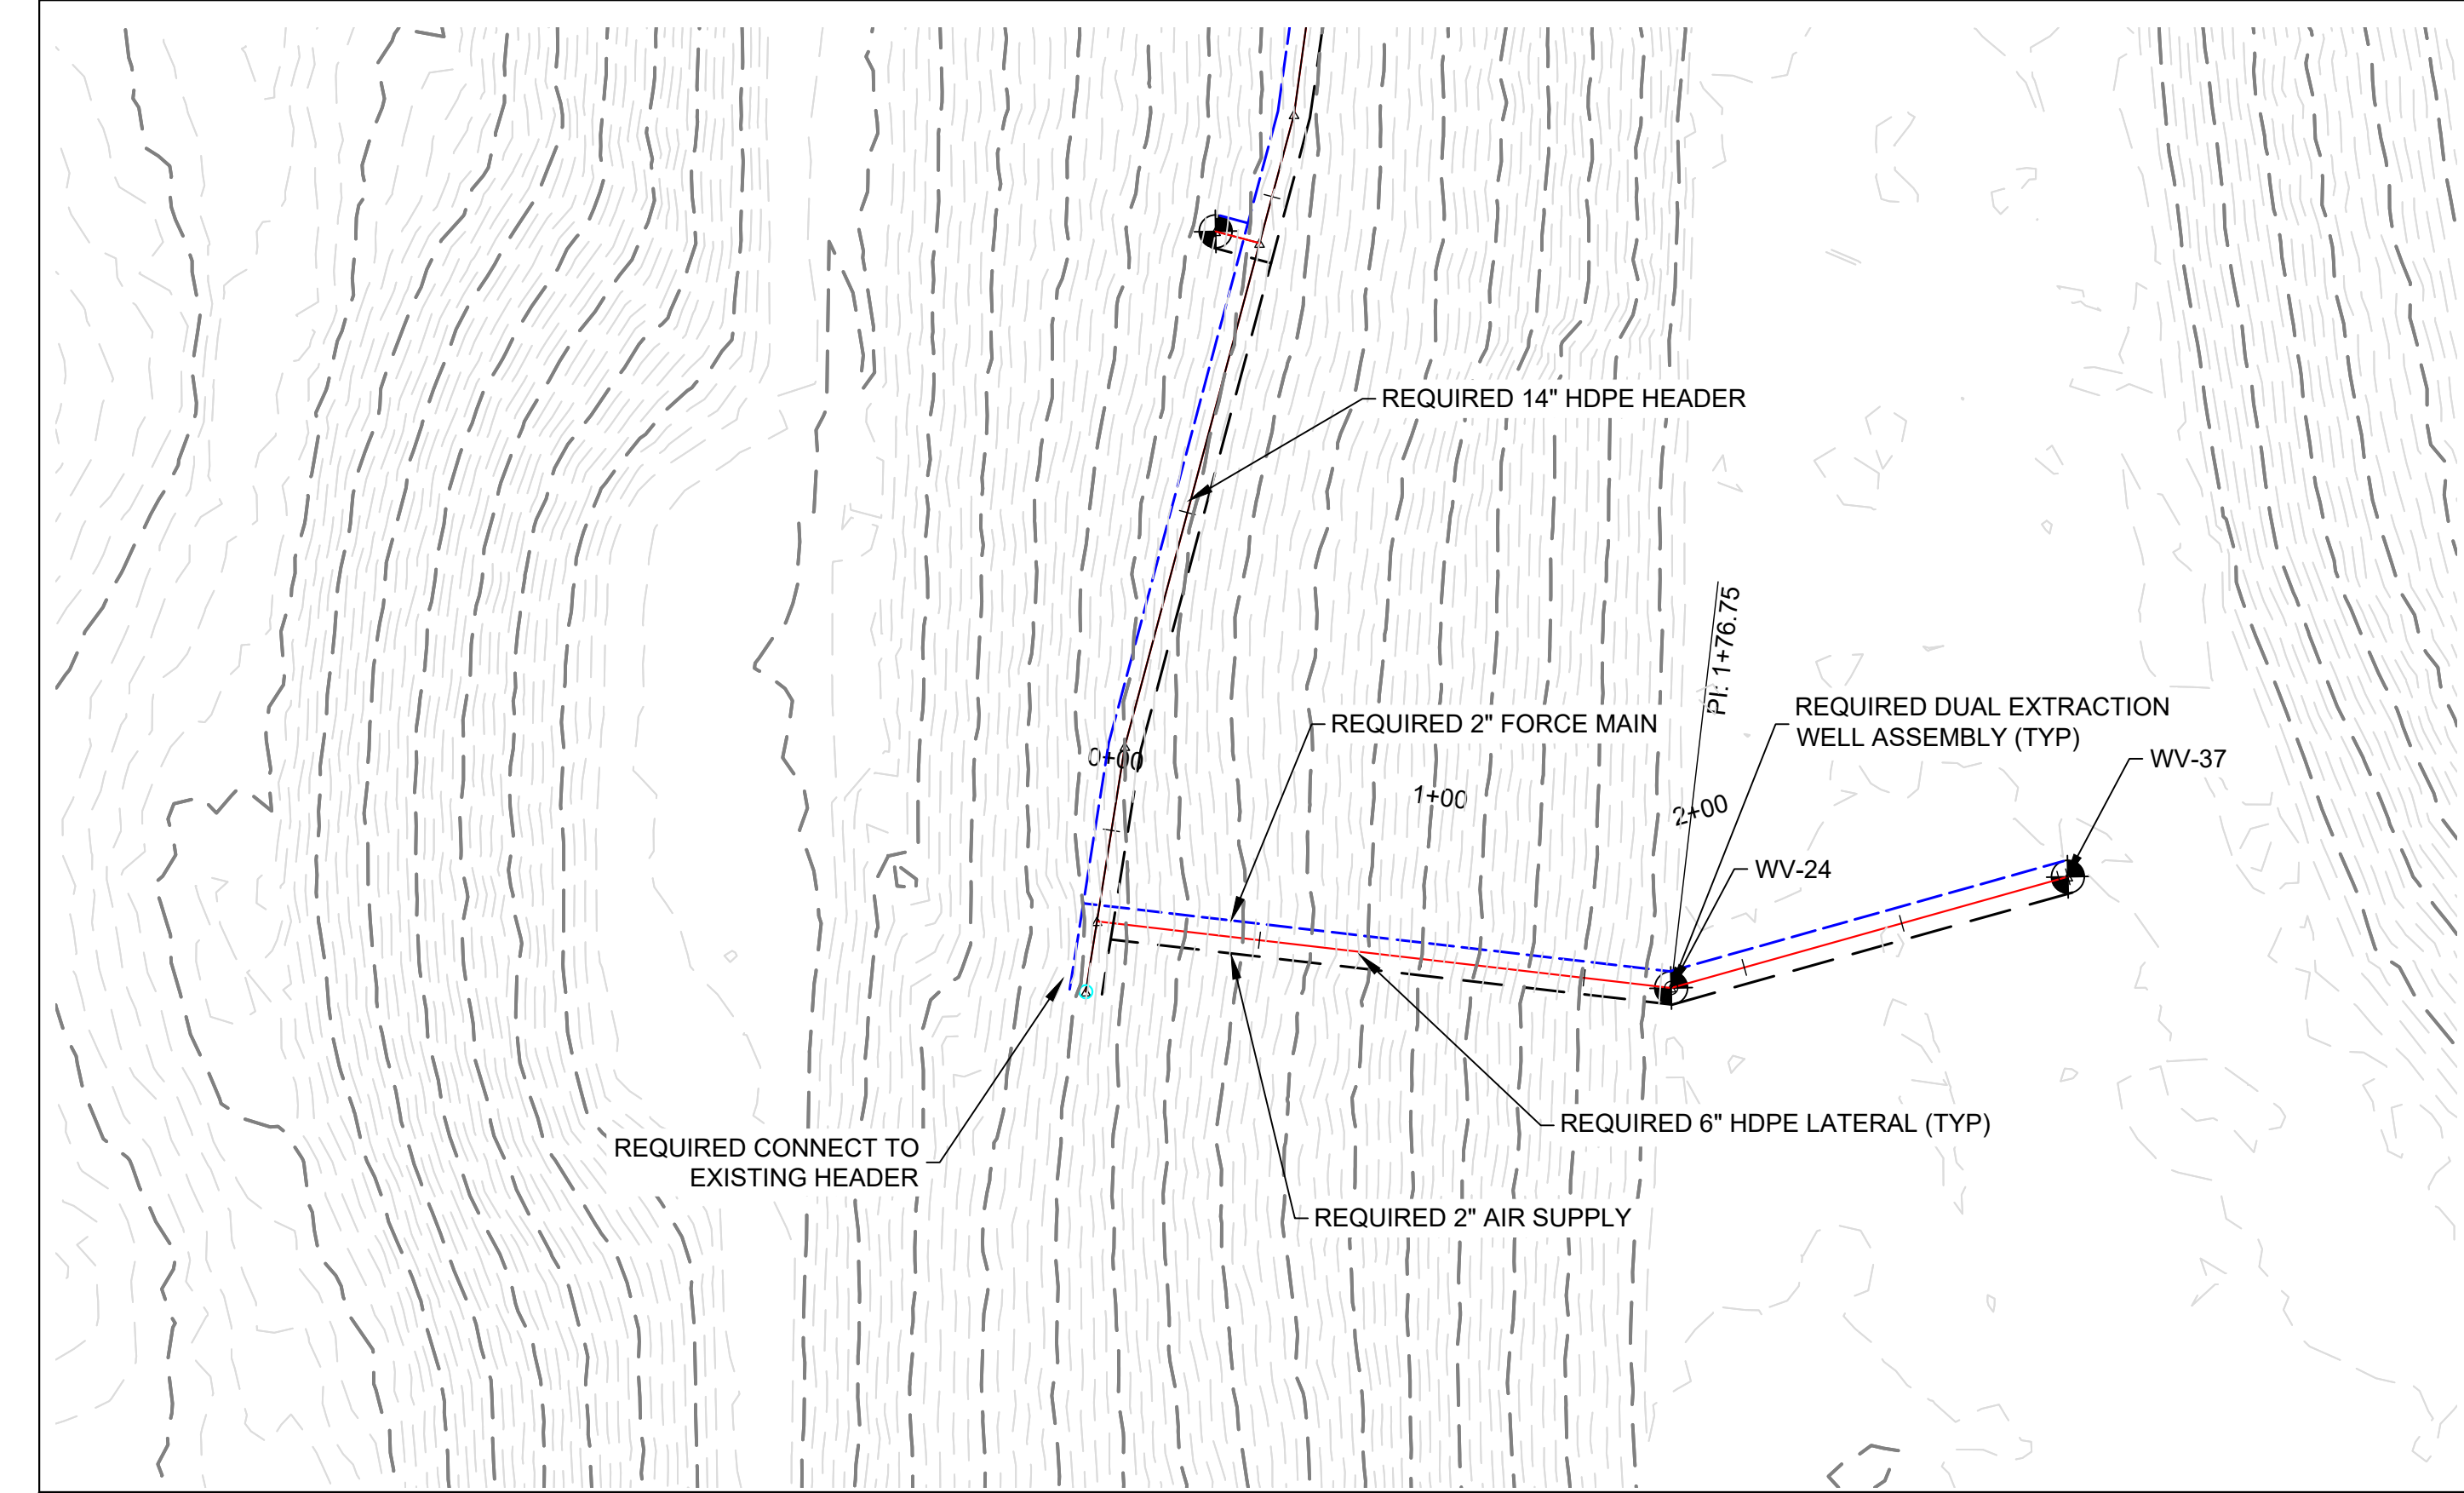 REQUIRED 14" HDPE HEADER
PI: 1+76.75
REQUIRED 2" FORCE MAIN
REQUIRED DUAL EXTRACTION
WELL ASSEMBLY (TYP)
WV-37
0+00
1+00
2+00
WV-24
REQUIRED 6" HDPE LATERAL (TYP)
REQUIRED CONNECT TO
EXISTING HEADER
REQUIRED 2" AIR SUPPLY